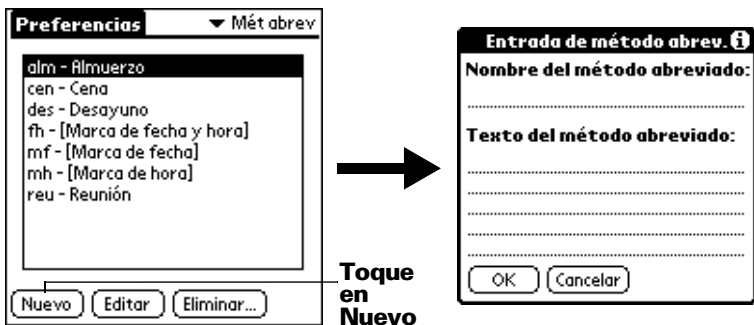 Preferencias Mét abrev
alm - Almuerzo
cen - Cena
des - Desayuno
fh - [Marca de fecha y hora]
mf - [Marca de fecha]
mh - [Marca de hora]
reu - Reunión
Nuevo Editar Eliminar...
Toque
en
Nuevo
Entrada de método abrev.
Nombre del método abreviado:
Texto del método abreviado:
OK Cancelar